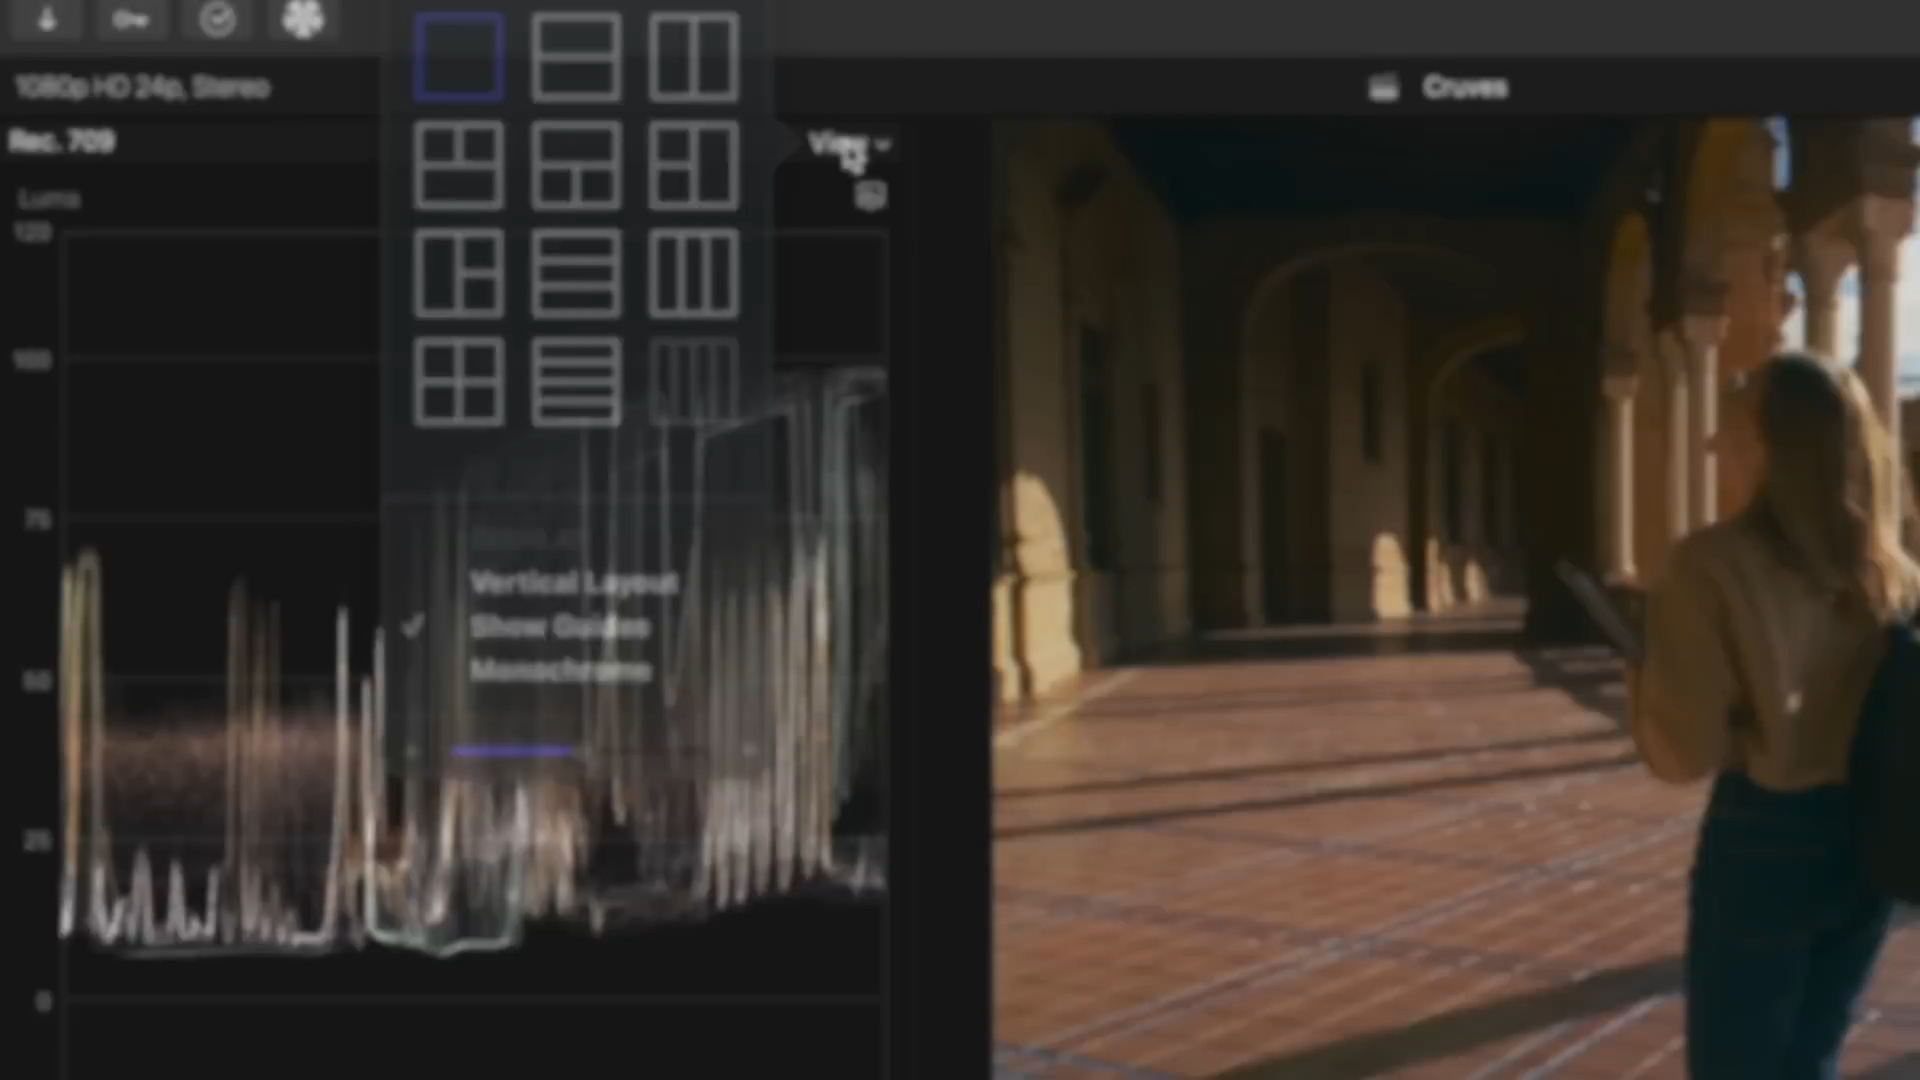 1080p HD 24p, Stereo
Cruves
Rec. 709
View
Luma
120
100
75
50
25
0
Vertical Layout
Show Guides
Monochrome